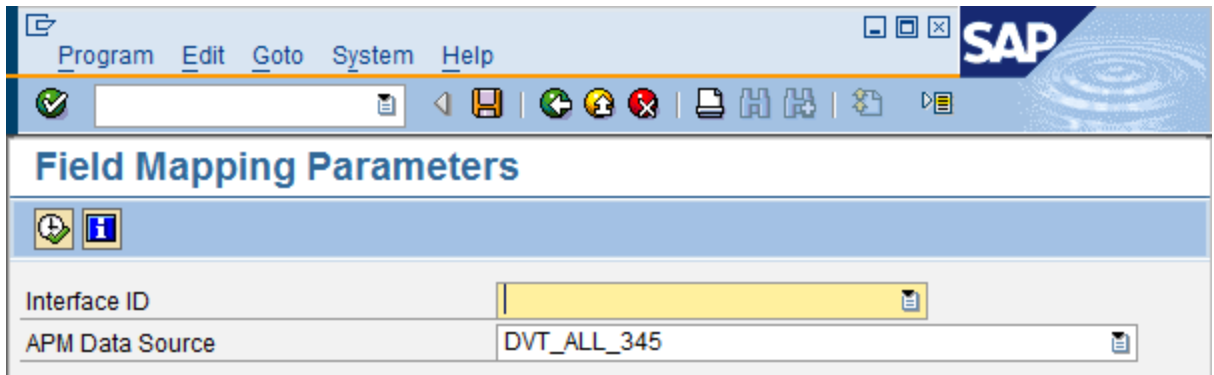 Program Edit Goto System Help
SAP
Field Mapping Parameters
Interface ID
APM Data Source DVT_ALL_345